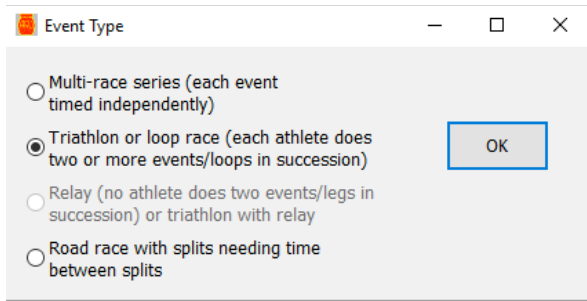 Event Type
Multi-race series (each event
timed independently)
Triathlon or loop race (each athlete does
two or more events/loops in succession)
OK
Relay (no athlete does two events/legs in
succession) or triathlon with relay
Road race with splits needing time
between splits